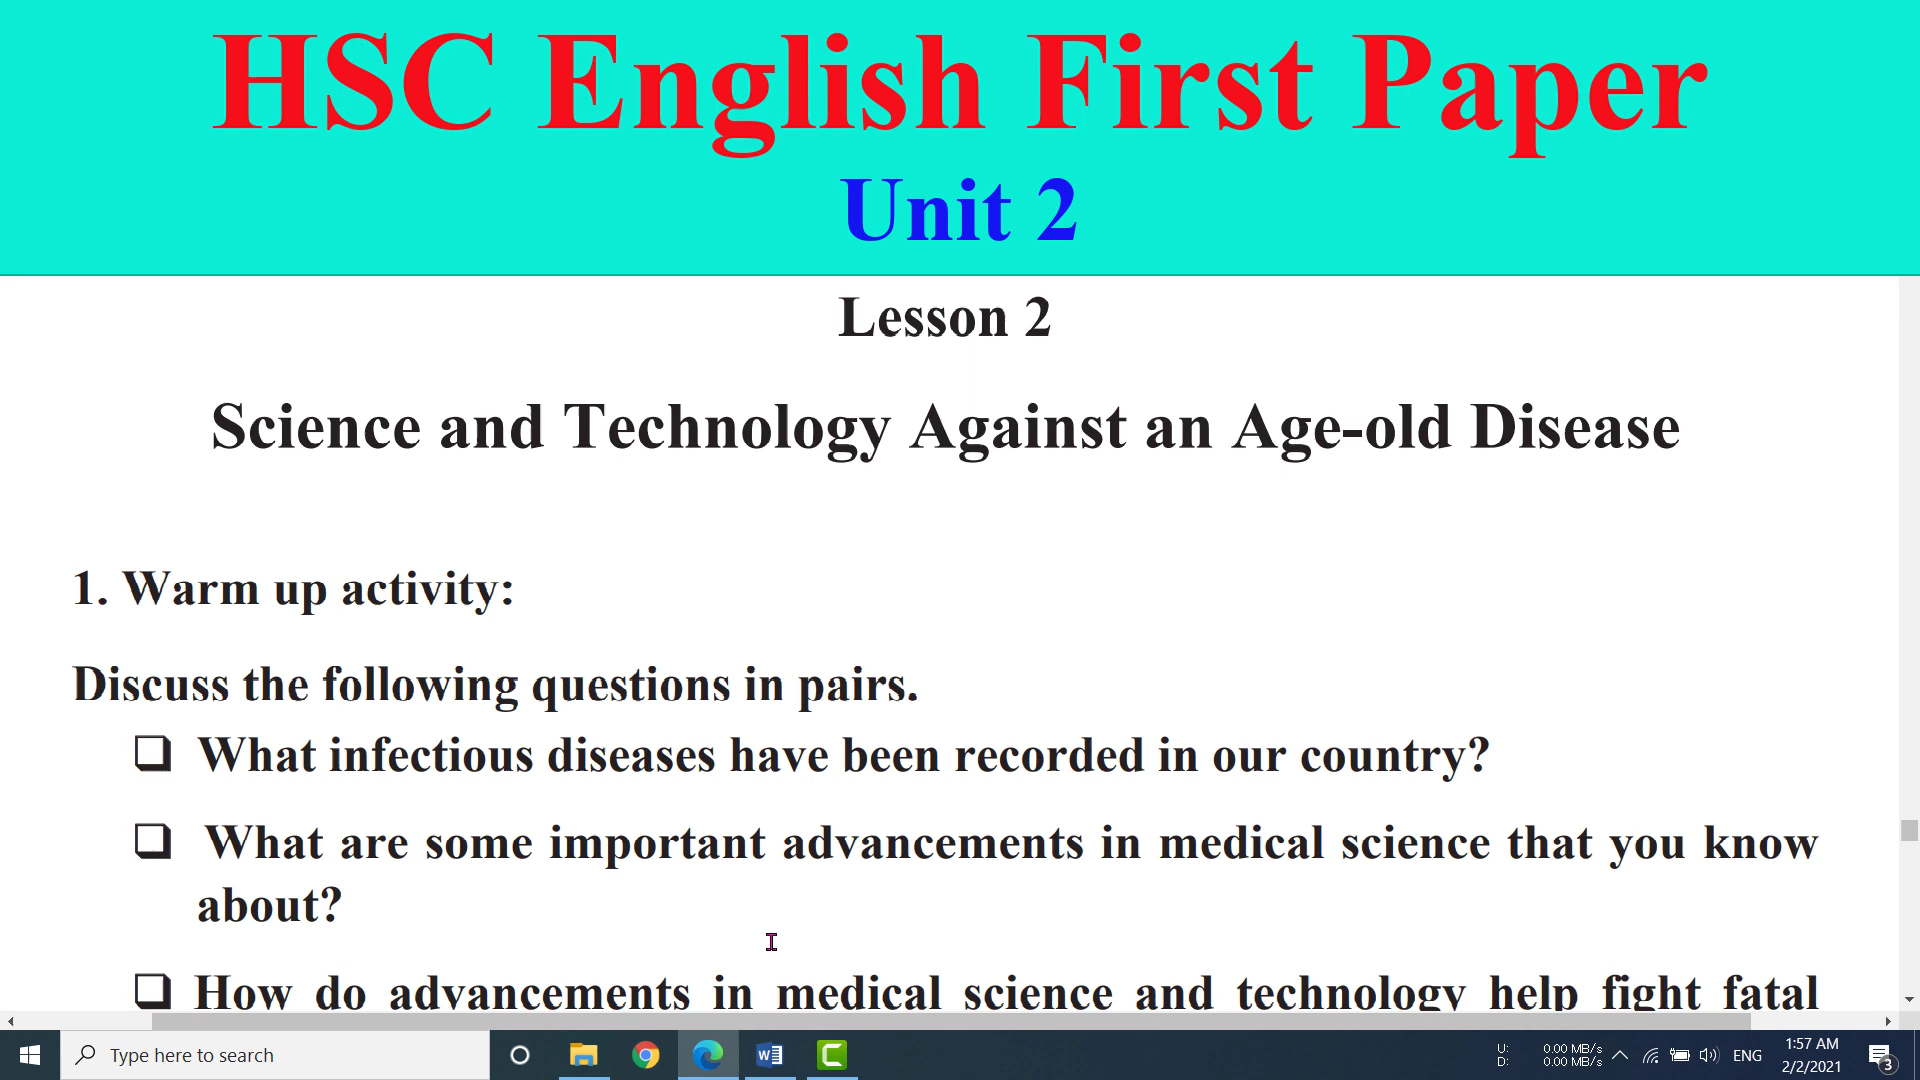 HSC English First Paper
Unit 2
Lesson 2
Science and Technology Against an Age-old Disease
1. Warm up activity:
Discuss the following questions in pairs.
❑ What infectious diseases have been recorded in our country?
❑ What are some important advancements in medical science that you know
about?
❑ How do advancements in medical science and technology help fight fatal
Type here to search
U: 0.00 MB/s
D: 0.00 MB/s
ENG
1:57 AM
2/2/2021
3